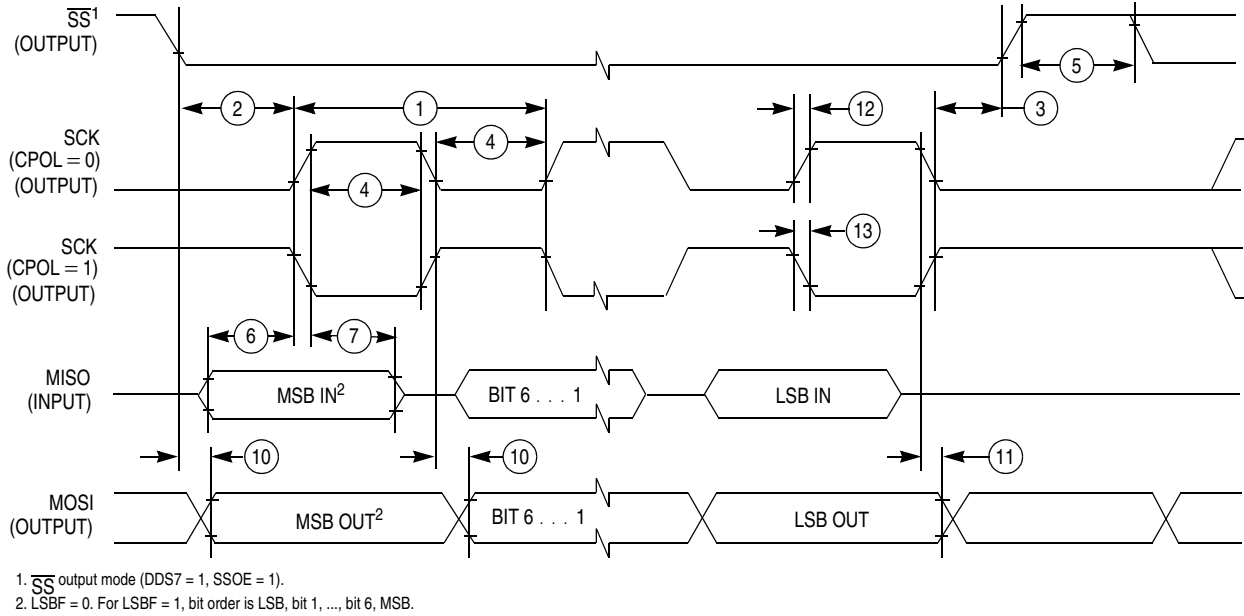 SS¹
(OUTPUT)
5
2
1
12
3
SCK
(CPOL = 0)
(OUTPUT)
4
4
SCK
(CPOL = 1)
(OUTPUT)
13
6
7
MISO
(INPUT)
MSB IN²
BIT 6 . . . 1
LSB IN
10
10
11
MOSI
(OUTPUT)
MSB OUT²
BIT 6 . . . 1
LSB OUT
1. SS output mode (DDS7 = 1, SSOE = 1).
2. LSBF = 0. For LSBF = 1, bit order is LSB, bit 1, ..., bit 6, MSB.